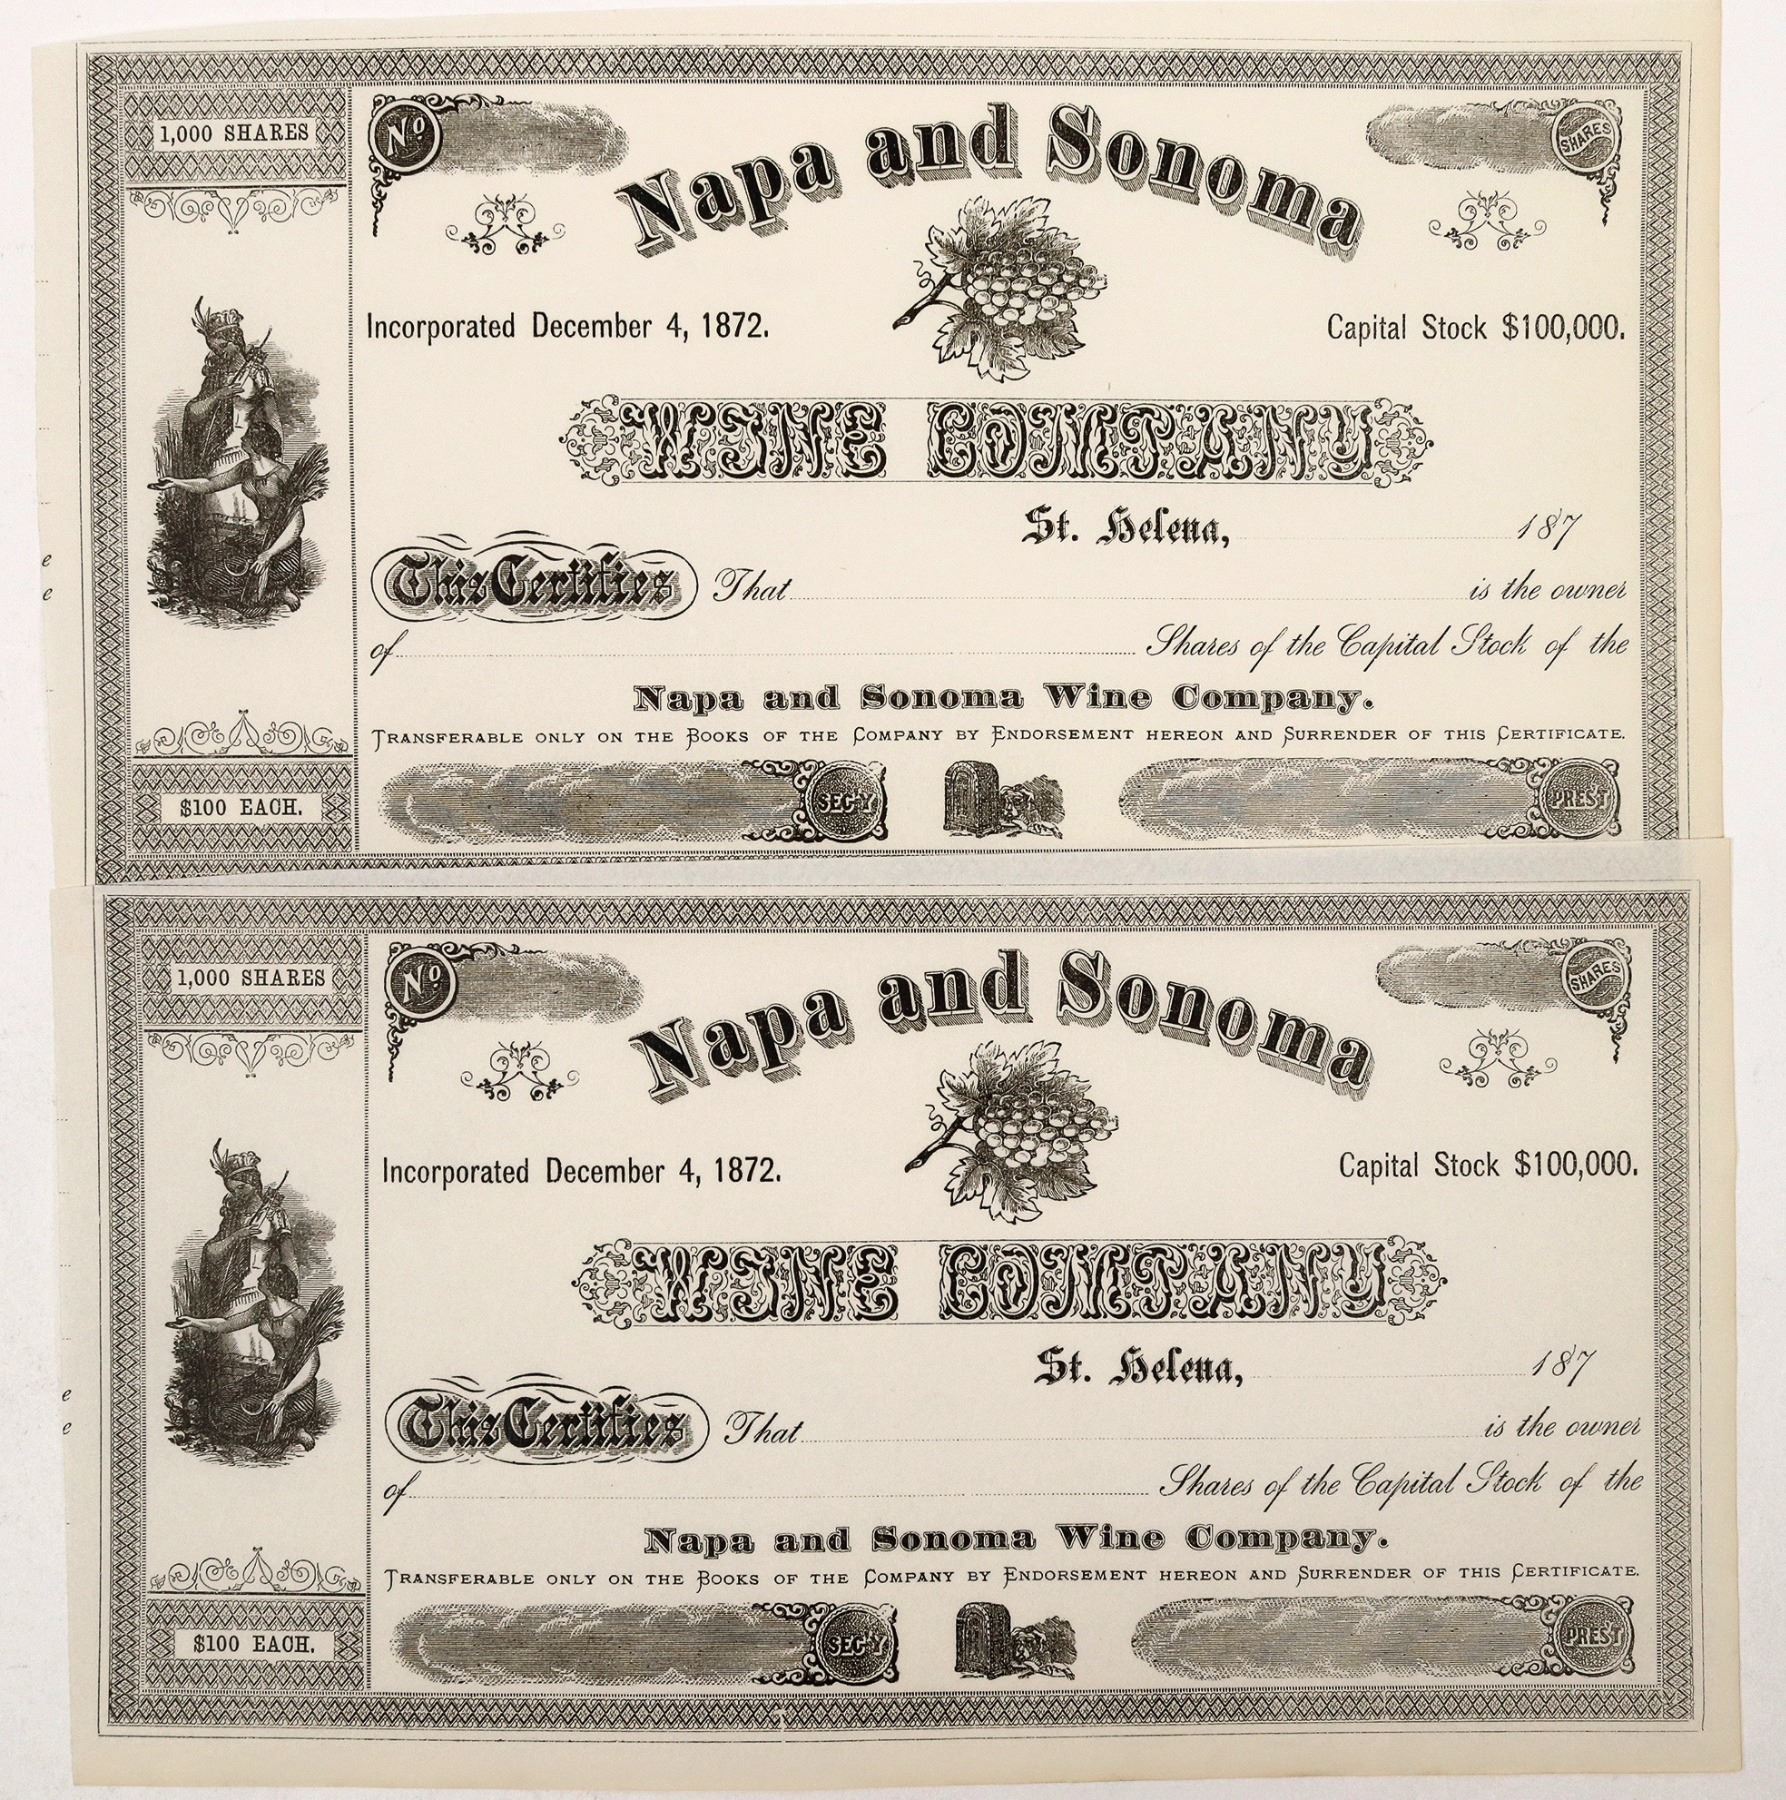 1,000 SHARES
No
Napa and Sonoma
SHARES
Incorporated December 4, 1872.
Capital Stock $100,000.
WINE COMPANY
St. Helena, 187
This Certifies That is the owner
of Shares of the Capital Stock of the
Napa and Sonoma Wine Company.
TRANSFERABLE ONLY ON THE BOOKS OF THE COMPANY BY ENDORSEMENT HEREON AND SURRENDER OF THIS CERTIFICATE.
$100 EACH.
SEC'Y
PREST
e
e
1,000 SHARES
No
Napa and Sonoma
SHARES
Incorporated December 4, 1872.
Capital Stock $100,000.
WINE COMPANY
St. Helena, 187
This Certifies That is the owner
of Shares of the Capital Stock of the
Napa and Sonoma Wine Company.
TRANSFERABLE ONLY ON THE BOOKS OF THE COMPANY BY ENDORSEMENT HEREON AND SURRENDER OF THIS CERTIFICATE.
$100 EACH.
SEC'Y
PREST
e
e